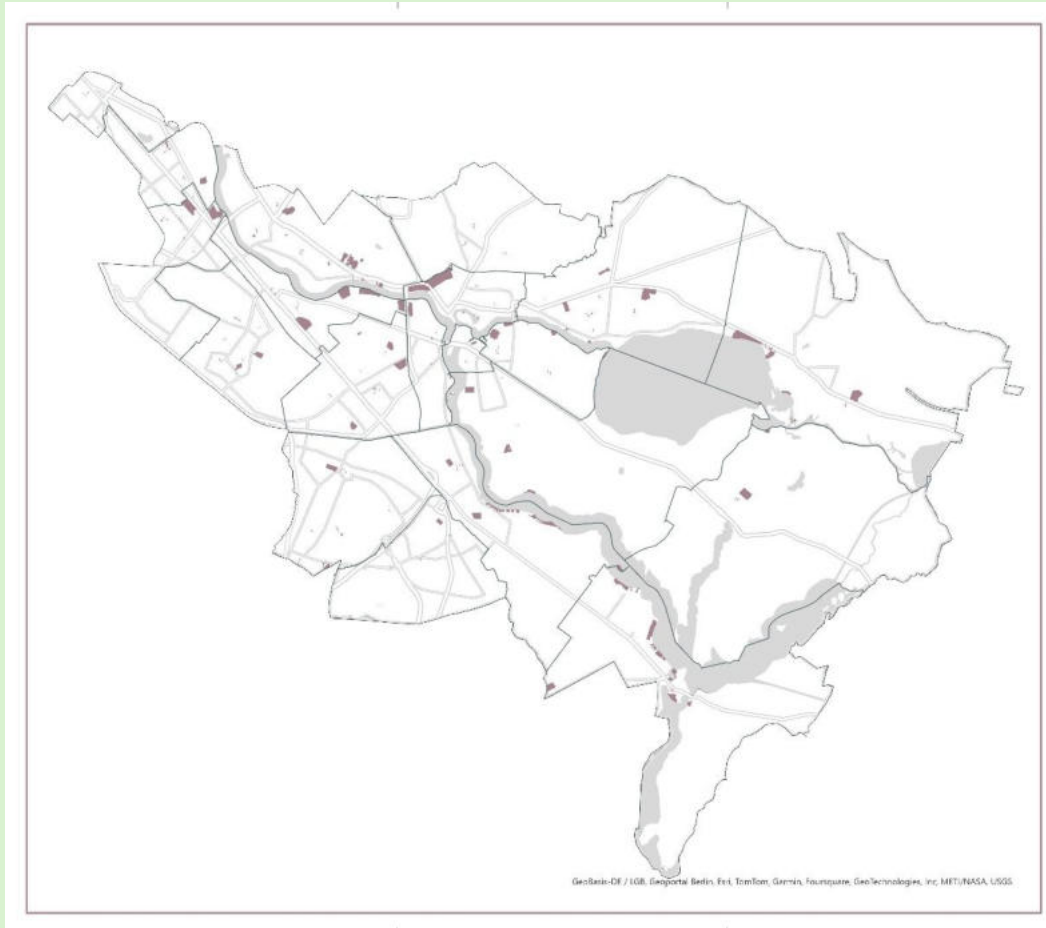 GeoBasis-DE / LGB, Geoportal Berlin, Esri, TomTom, Garmin, Foursquare, GeoTechnologies, Inc, METI/NASA, USGS